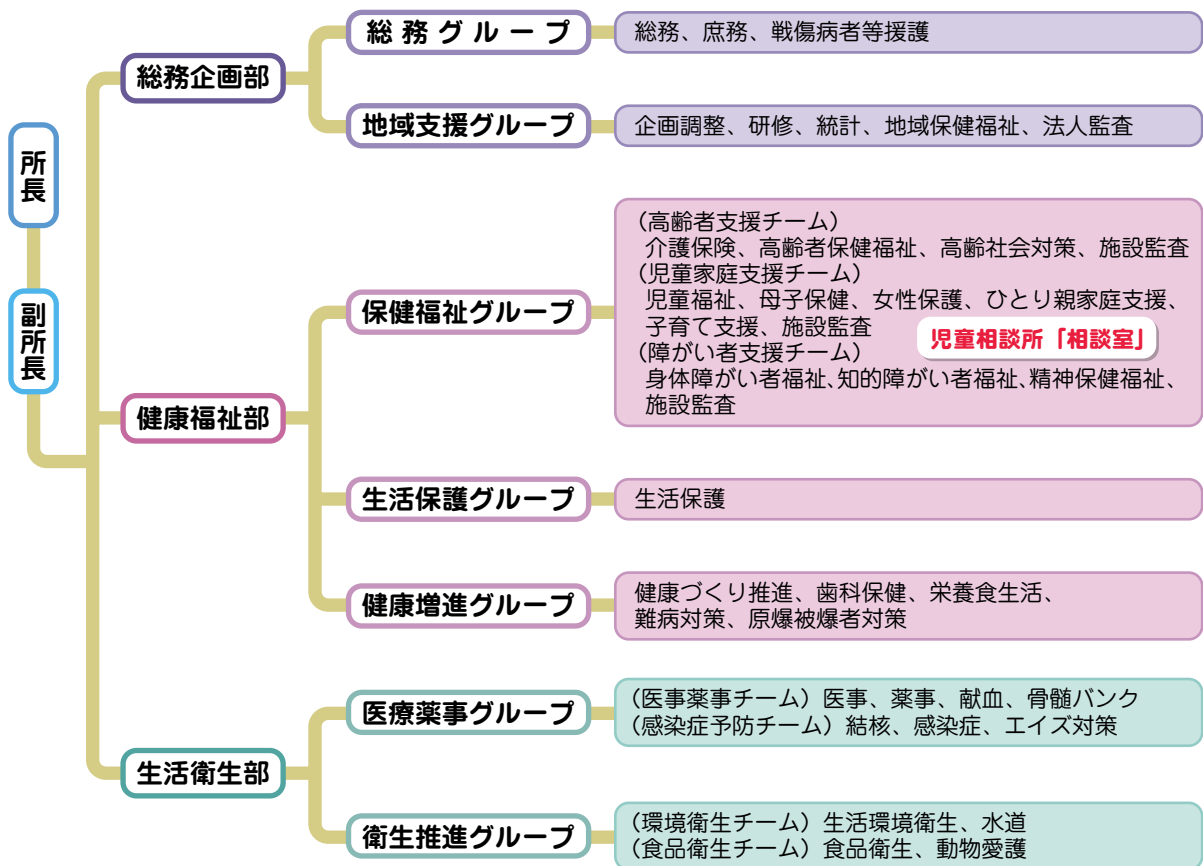 所長
副所長
総務企画部
総務グループ
総務、庶務、戦傷病者等援護
地域支援グループ
企画調整、研修、統計、地域保健福祉、法人監査
健康福祉部
保健福祉グループ
(高齢者支援チーム)
介護保険、高齢者保健福祉、高齢社会対策、施設監査
(児童家庭支援チーム)
児童福祉、母子保健、女性保護、ひとり親家庭支援、
子育て支援、施設監査
児童相談所「相談室」
(障がい者支援チーム)
身体障がい者福祉、知的障がい者福祉、精神保健福祉、
施設監査
生活保護グループ
生活保護
健康増進グループ
健康づくり推進、歯科保健、栄養食生活、
難病対策、原爆被爆者対策
生活衛生部
医療薬事グループ
(医事薬事チーム)医事、薬事、献血、骨髄バンク
(感染症予防チーム)結核、感染症、エイズ対策
衛生推進グループ
(環境衛生チーム)生活環境衛生、水道
(食品衛生チーム)食品衛生、動物愛護